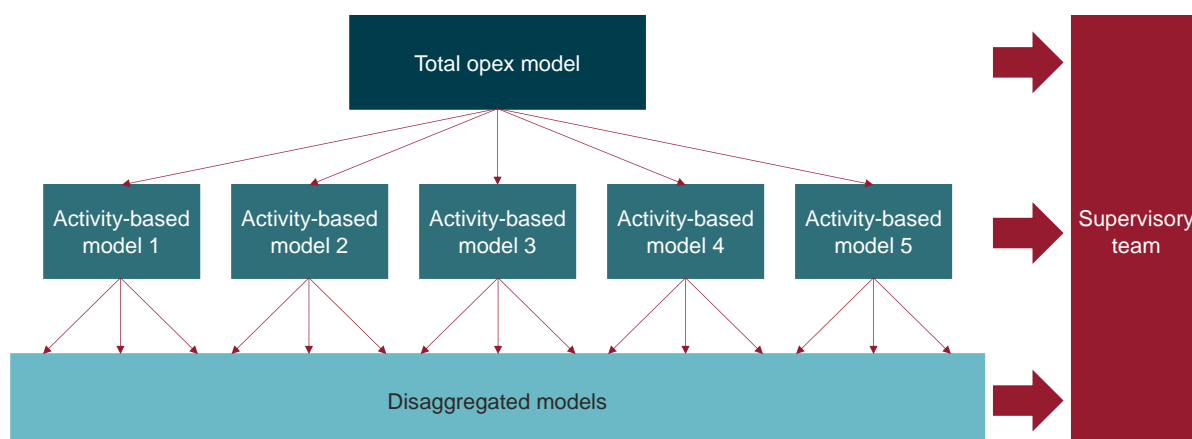 Total opex model
Activity-based
model 1
Activity-based
model 2
Activity-based
model 3
Activity-based
model 4
Activity-based
model 5
Supervisory
team
Disaggregated models